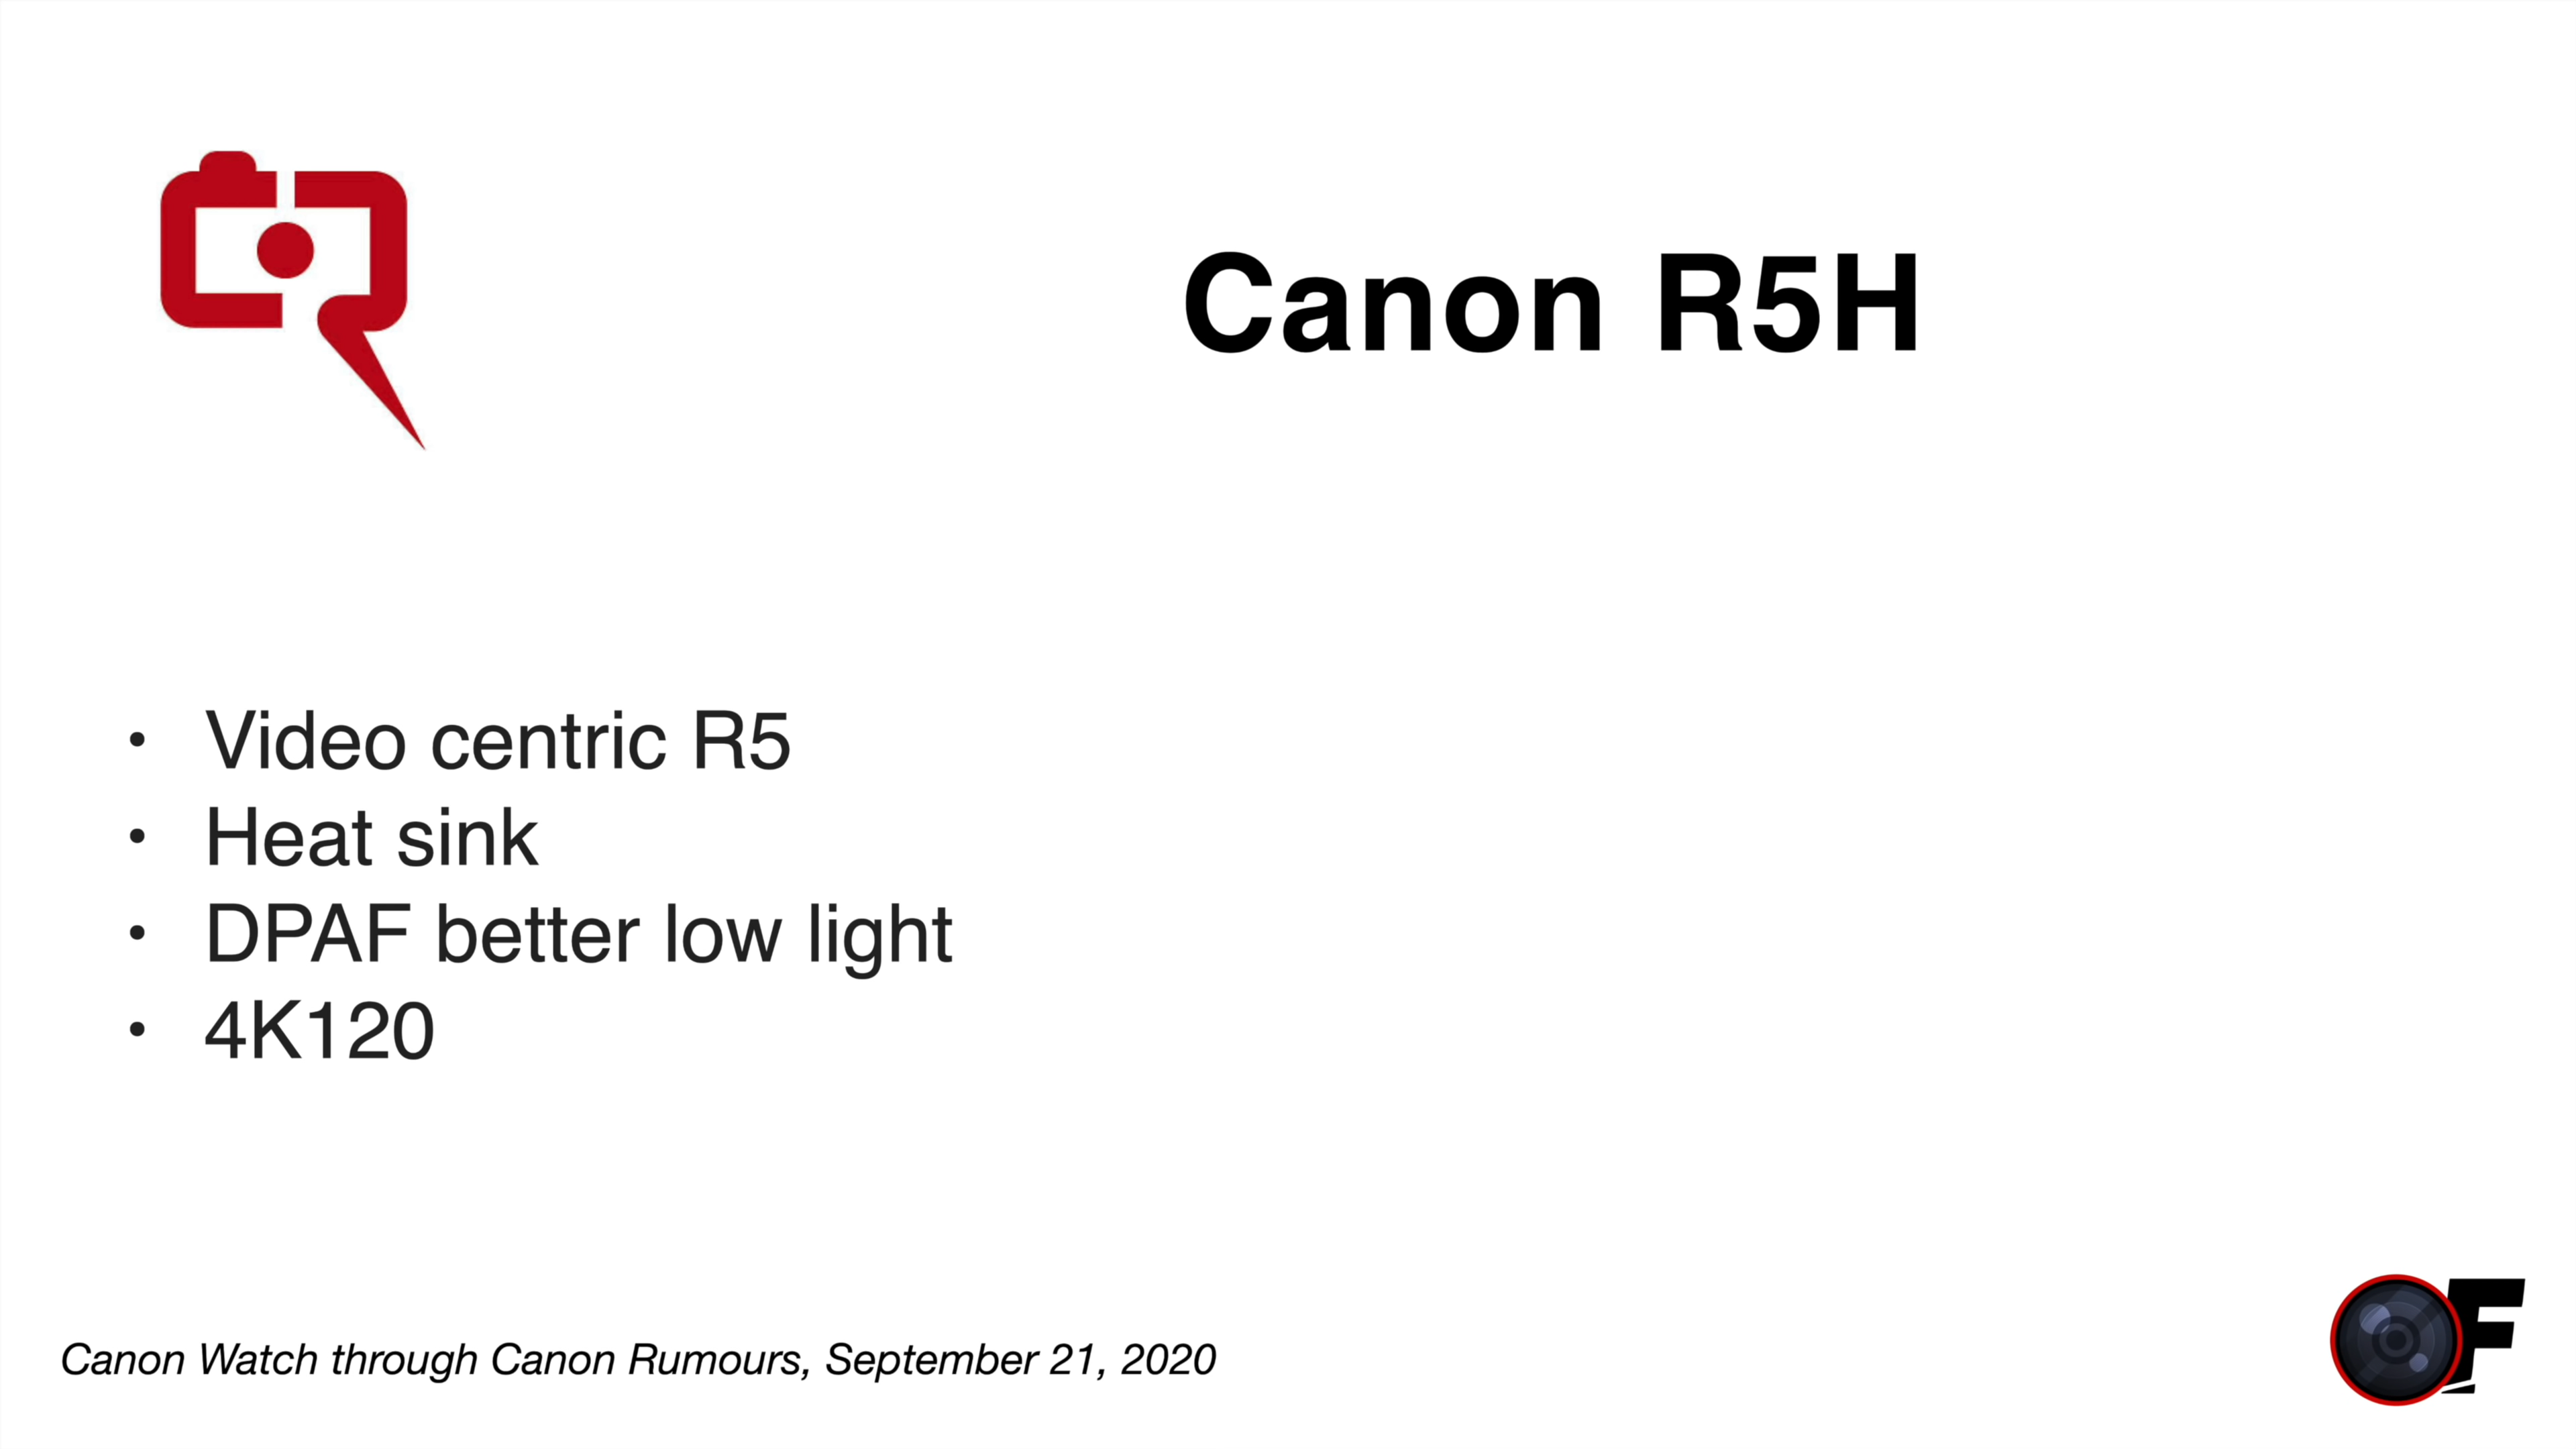 Canon R5H
• Video centric R5
• Heat sink
• DPAF better low light
• 4K120
Canon Watch through Canon Rumours, September 21, 2020
F